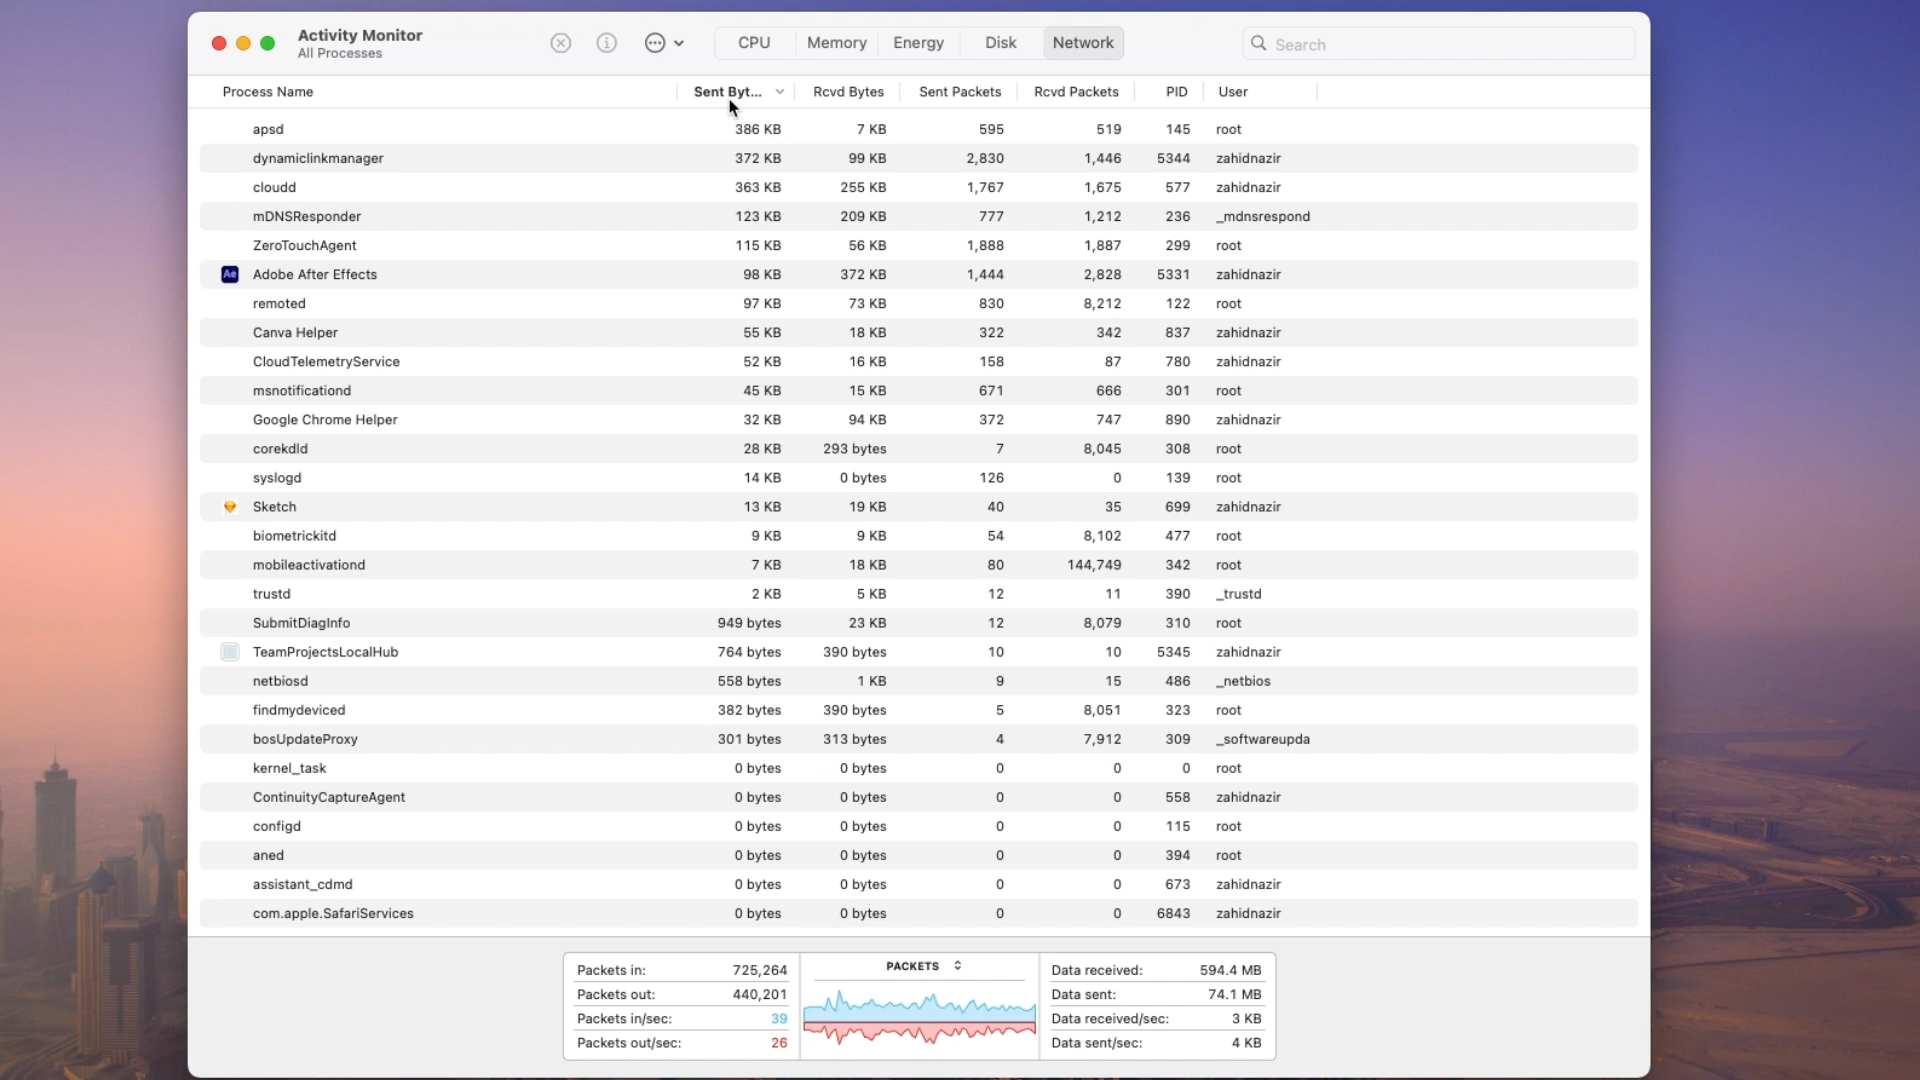 Activity Monitor
All Processes
CPU Memory Energy Disk Network
Search
Process Name Sent Byt... Rcvd Bytes Sent Packets Rcvd Packets PID User
apsd 386 KB 7 KB 595 519 145 root
dynamiclinkmanager 372 KB 99 KB 2,830 1,446 5344 zahidnazir
cloudd 363 KB 255 KB 1,767 1,675 577 zahidnazir
mDNSResponder 123 KB 209 KB 777 1,212 236 _mdnsrespond
ZeroTouchAgent 115 KB 56 KB 1,888 1,887 299 root
Ae Adobe After Effects 98 KB 372 KB 1,444 2,828 5331 zahidnazir
remoted 97 KB 73 KB 830 8,212 122 root
Canva Helper 55 KB 18 KB 322 342 837 zahidnazir
CloudTelemetryService 52 KB 16 KB 158 87 780 zahidnazir
msnotificationd 45 KB 15 KB 671 666 301 root
Google Chrome Helper 32 KB 94 KB 372 747 890 zahidnazir
corekdld 28 KB 293 bytes 7 8,045 308 root
syslogd 14 KB 0 bytes 126 0 139 root
Sketch 13 KB 19 KB 40 35 699 zahidnazir
biometrickitd 9 KB 9 KB 54 8,102 477 root
mobileactivationd 7 KB 18 KB 80 144,749 342 root
trustd 2 KB 5 KB 12 11 390 _trustd
SubmitDiagInfo 949 bytes 23 KB 12 8,079 310 root
TeamProjectsLocalHub 764 bytes 390 bytes 10 10 5345 zahidnazir
netbiosd 558 bytes 1 KB 9 15 486 _netbios
findmydeviced 382 bytes 390 bytes 5 8,051 323 root
bosUpdateProxy 301 bytes 313 bytes 4 7,912 309 _softwareupda
kernel_task 0 bytes 0 bytes 0 0 0 root
ContinuityCaptureAgent 0 bytes 0 bytes 0 0 558 zahidnazir
configd 0 bytes 0 bytes 0 0 115 root
aned 0 bytes 0 bytes 0 0 394 root
assistant_cdmd 0 bytes 0 bytes 0 0 673 zahidnazir
com.apple.SafariServices 0 bytes 0 bytes 0 0 6843 zahidnazir
Packets in: 725,264
Packets out: 440,201
Packets in/sec: 39
Packets out/sec: 26
PACKETS
Data received: 594.4 MB
Data sent: 74.1 MB
Data received/sec: 3 KB
Data sent/sec: 4 KB